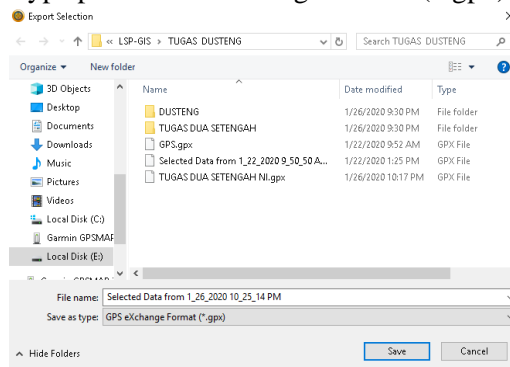 Export Selection
« LSP-GIS › TUGAS DUSTENG
Search TUGAS DUSTENG
Organize
New folder
Name
Date modified
Type
3D Objects
Desktop
Documents
Downloads
Music
Pictures
Videos
Local Disk (C:)
Garmin GPSMAP
Local Disk (E:)
DUSTENG 1/26/2020 9:30 PM File folder
TUGAS DUA SETENGAH 1/26/2020 9:30 PM File folder
GPS.gpx 1/22/2020 9:52 AM GPX File
Selected Data from 1_22_2020 9_50_50 A... 1/22/2020 1:25 PM GPX File
TUGAS DUA SETENGAH NI.gpx 1/26/2020 10:17 PM GPX File
File name: Selected Data from 1_26_2020 10_25_14 PM
Save as type: GPS eXchange Format (*.gpx)
Hide Folders
Save
Cancel